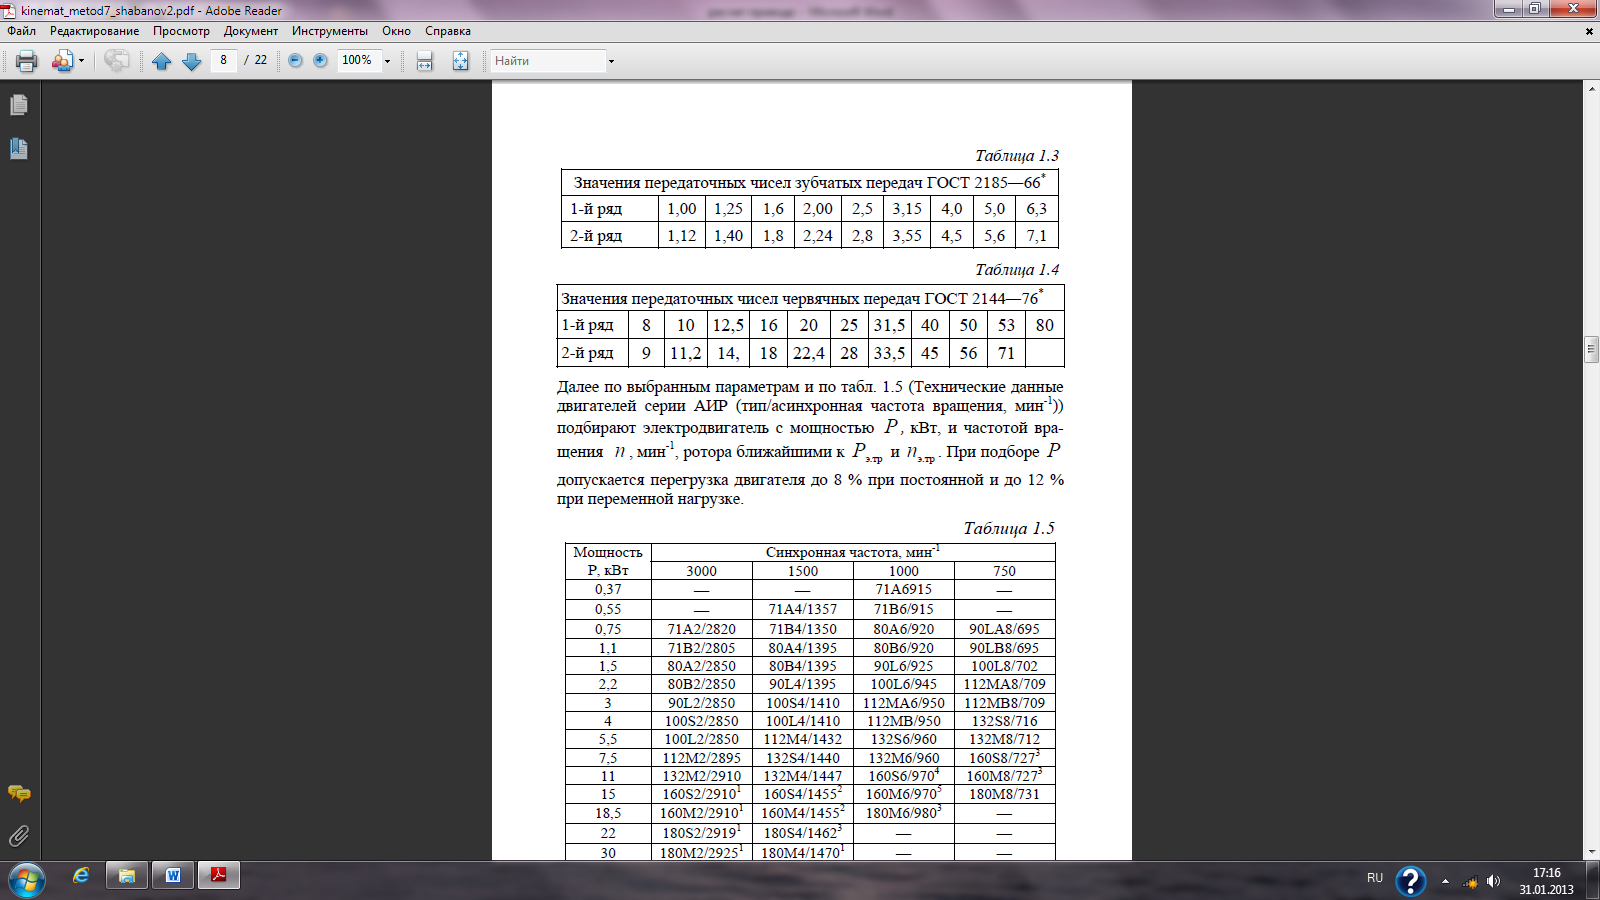 kinemat_metod7_shabanov2.pdf - Adobe Reader
Файл Редактирование Просмотр Документ Инструменты Окно Справка
8 / 22 100% Найти
Таблица 1.3
Значения передаточных чисел зубчатых передач ГОСТ 2185—66*
1-й ряд 1,00 1,25 1,6 2,00 2,5 3,15 4,0 5,0 6,3
2-й ряд 1,12 1,40 1,8 2,24 2,8 3,55 4,5 5,6 7,1
Таблица 1.4
Значения передаточных чисел червячных передач ГОСТ 2144—76*
1-й ряд 8 10 12,5 16 20 25 31,5 40 50 53 80
2-й ряд 9 11,2 14, 18 22,4 28 33,5 45 56 71
Далее по выбранным параметрам и по табл. 1.5 (Технические данные
двигателей серии АИР (тип/асинхронная частота вращения, мин-1))
подбирают электродвигатель с мощностью P, кВт, и частотой вра-
щения n, мин-1, ротора ближайшими к Pэ.тр и nэ.тр. При подборе P
допускается перегрузка двигателя до 8 % при постоянной и до 12 %
при переменной нагрузке.
Таблица 1.5
Мощность Синхронная частота, мин-1
Р, кВт 3000 1500 1000 750
0,37 — — 71A6915 —
0,55 — 71A4/1357 71B6/915 —
0,75 71A2/2820 71B4/1350 80A6/920 90LA8/695
1,1 71B2/2805 80A4/1395 80B6/920 90LB8/695
1,5 80A2/2850 80B4/1395 90L6/925 100L8/702
2,2 80B2/2850 90L4/1395 100L6/945 112MA8/709
3 90L2/2850 100S4/1410 112MA6/950 112MB8/709
4 100S2/2850 100L4/1410 112MB/950 132S8/716
5,5 100L2/2850 112M4/1432 132S6/960 132M8/712
7,5 112M2/2895 132S4/1440 132M6/960 160S8/727³
11 132M2/2910 132M4/1447 160S6/970⁴ 160M8/727³
15 160S2/2910¹ 160S4/1455² 160M6/970⁵ 180M8/731
18,5 160M2/2910¹ 160M4/1455² 180M6/980³ —
22 180S2/2919¹ 180S4/1462³ — —
30 180M2/2925¹ 180M4/1470¹ — —
RU
17:16
31.01.2013